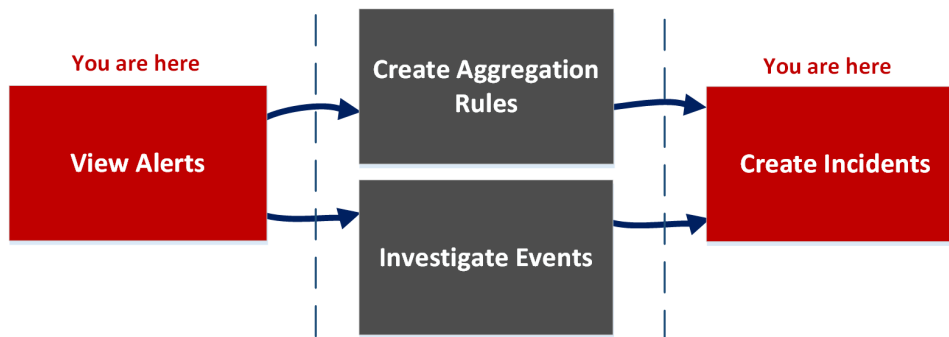 You are here
View Alerts
Create Aggregation
Rules
Investigate Events
You are here
Create Incidents